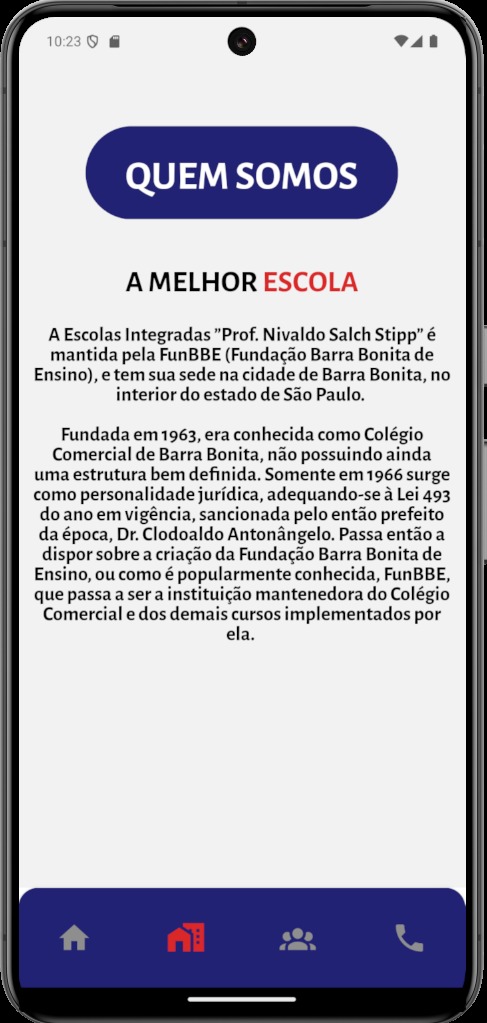 10:23
QUEM SOMOS
A MELHOR ESCOLA
A Escolas Integradas ”Prof. Nivaldo Salch Stipp” é
mantida pela FunBBE (Fundação Barra Bonita de
Ensino), e tem sua sede na cidade de Barra Bonita, no
interior do estado de São Paulo.
Fundada em 1963, era conhecida como Colégio
Comercial de Barra Bonita, não possuindo ainda
uma estrutura bem definida. Somente em 1966 surge
como personalidade jurídica, adequando-se à Lei 493
do ano em vigência, sancionada pelo então prefeito
da época, Dr. Clodoaldo Antonângelo. Passa então a
dispor sobre a criação da Fundação Barra Bonita de
Ensino, ou como é popularmente conhecida, FunBBE,
que passa a ser a instituição mantenedora do Colégio
Comercial e dos demais cursos implementados por
ela.